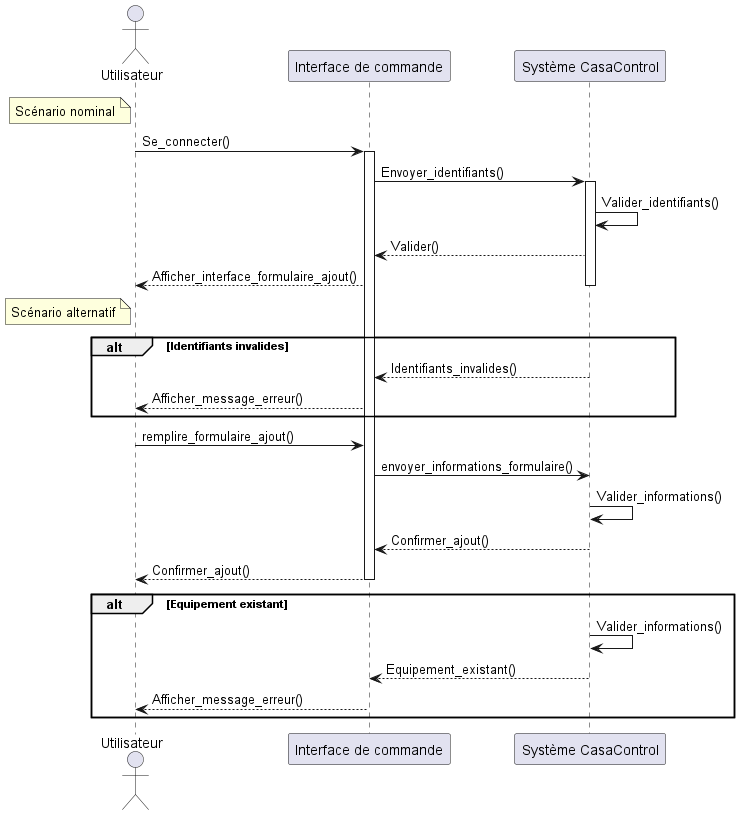 Utilisateur
Interface de commande
Système CasaControl
Scénario nominal
Se_connecter()
Envoyer_identifiants()
Valider_identifiants()
Valider()
Afficher_interface_formulaire_ajout()
Scénario alternatif
alt [Identifiants invalides]
Identifiants_invalides()
Afficher_message_erreur()
remplire_formulaire_ajout()
envoyer_informations_formulaire()
Valider_informations()
Confirmer_ajout()
Confirmer_ajout()
alt [Equipement existant]
Valider_informations()
Equipement_existant()
Afficher_message_erreur()
Utilisateur
Interface de commande
Système CasaControl